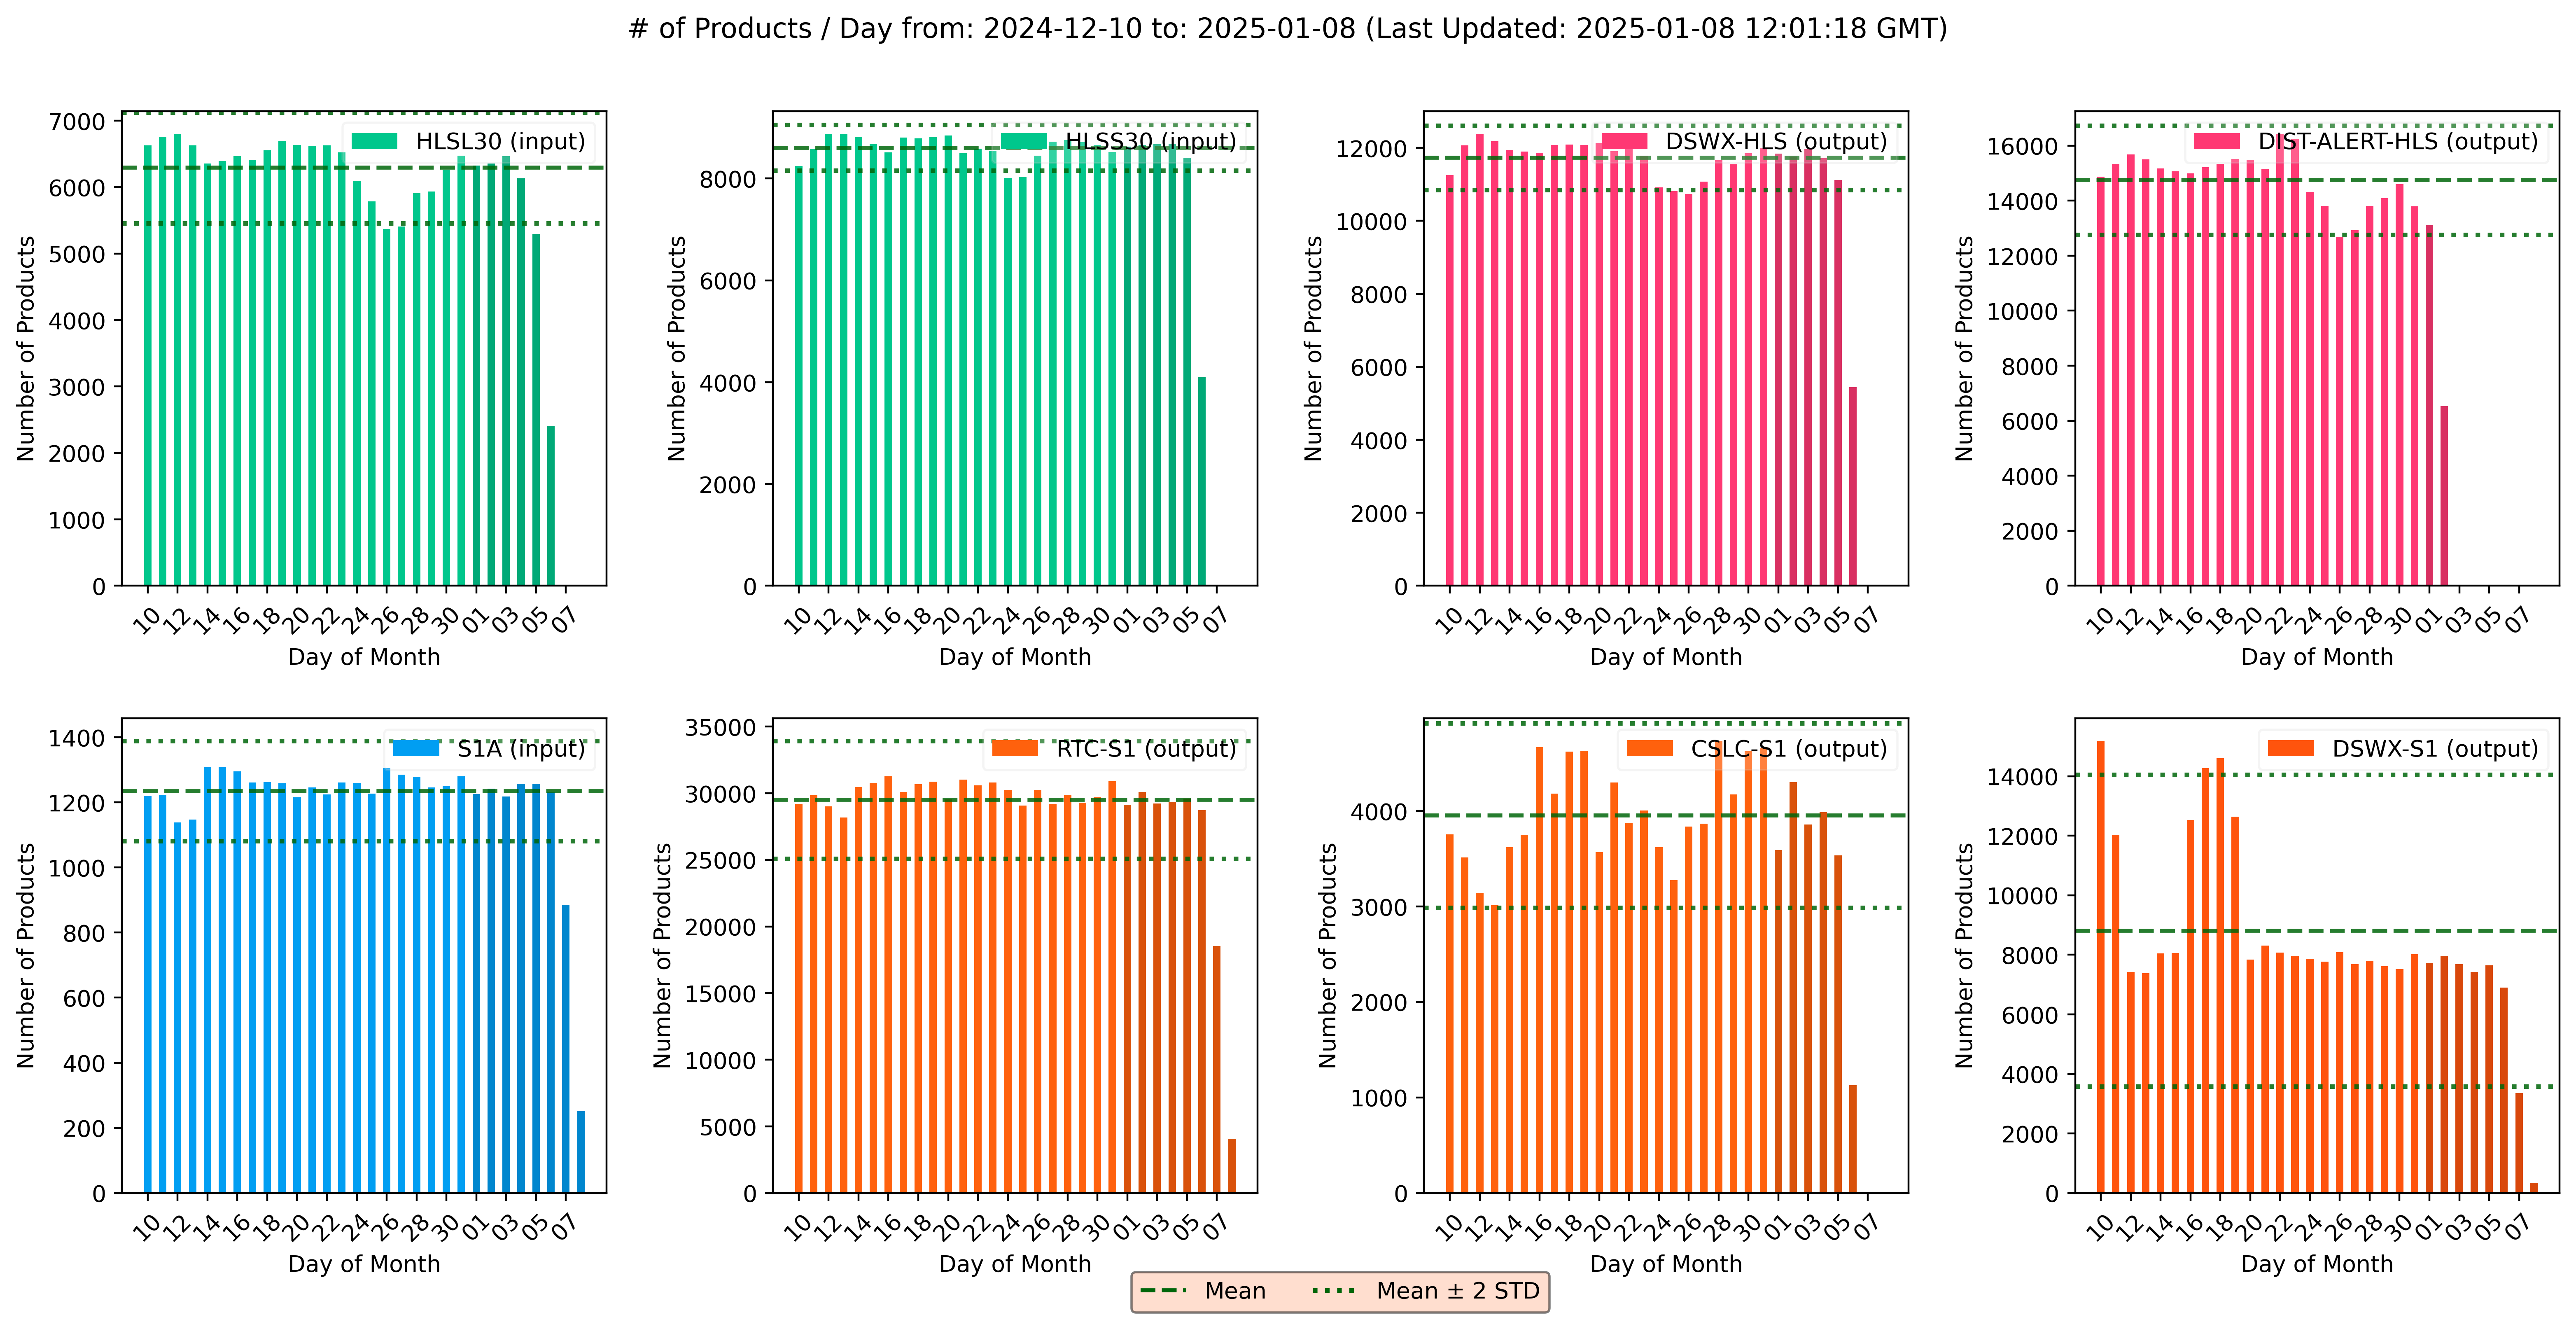 # of Products / Day from: 2024-12-10 to: 2025-01-08 (Last Updated: 2025-01-08 12:01:18 GMT)
HLSL30 (input)
Number of Products
7000
6000
5000
4000
3000
2000
1000
0
10 12 14 16 18 20 22 24 26 28 30 01 03 05 07
Day of Month
HLSS30 (input)
Number of Products
8000
6000
4000
2000
0
10 12 14 16 18 20 22 24 26 28 30 01 03 05 07
Day of Month
DSWX-HLS (output)
Number of Products
12000
10000
8000
6000
4000
2000
0
10 12 14 16 18 20 22 24 26 28 30 01 03 05 07
Day of Month
DIST-ALERT-HLS (output)
Number of Products
16000
14000
12000
10000
8000
6000
4000
2000
0
10 12 14 16 18 20 22 24 26 28 30 01 03 05 07
Day of Month
S1A (input)
Number of Products
1400
1200
1000
800
600
400
200
0
10 12 14 16 18 20 22 24 26 28 30 01 03 05 07
Day of Month
RTC-S1 (output)
Number of Products
35000
30000
25000
20000
15000
10000
5000
0
10 12 14 16 18 20 22 24 26 28 30 01 03 05 07
Day of Month
CSLC-S1 (output)
Number of Products
4000
3000
2000
1000
0
10 12 14 16 18 20 22 24 26 28 30 01 03 05 07
Day of Month
DSWX-S1 (output)
Number of Products
14000
12000
10000
8000
6000
4000
2000
0
10 12 14 16 18 20 22 24 26 28 30 01 03 05 07
Day of Month
Mean
Mean ± 2 STD